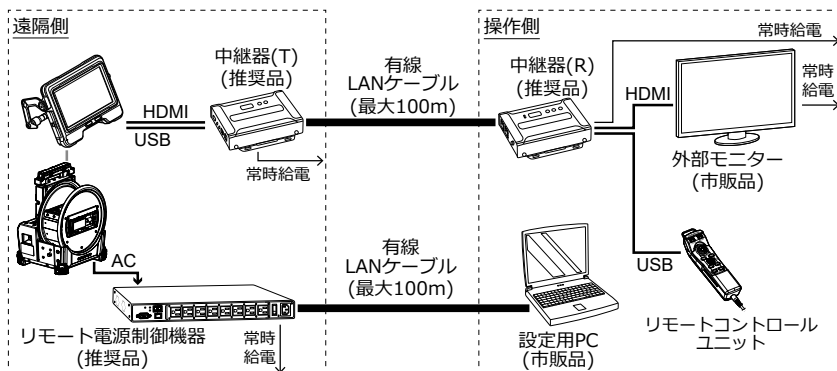 遠隔側
中継器(T)
(推奨品)
HDMI
USB
常時給電
AC
リモート電源制御機器
(推奨品)
常時
給電
有線
LANケーブル
(最大100m)
有線
LANケーブル
(最大100m)
操作側
常時給電
中継器(R)
(推奨品)
HDMI
常時
給電
外部モニター
(市販品)
USB
設定用PC
(市販品)
リモートコントロール
ユニット